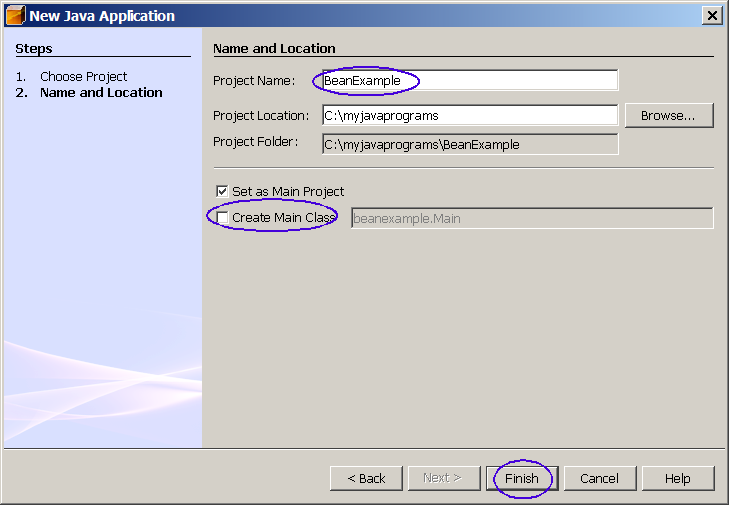 New Java Application
Steps
1. Choose Project
2. Name and Location
Name and Location
Project Name: BeanExample
Project Location: C:\myjavaprograms Browse...
Project Folder: C:\myjavaprograms\BeanExample
Set as Main Project
Create Main Class beanexample.Main
< Back Next > Finish Cancel Help